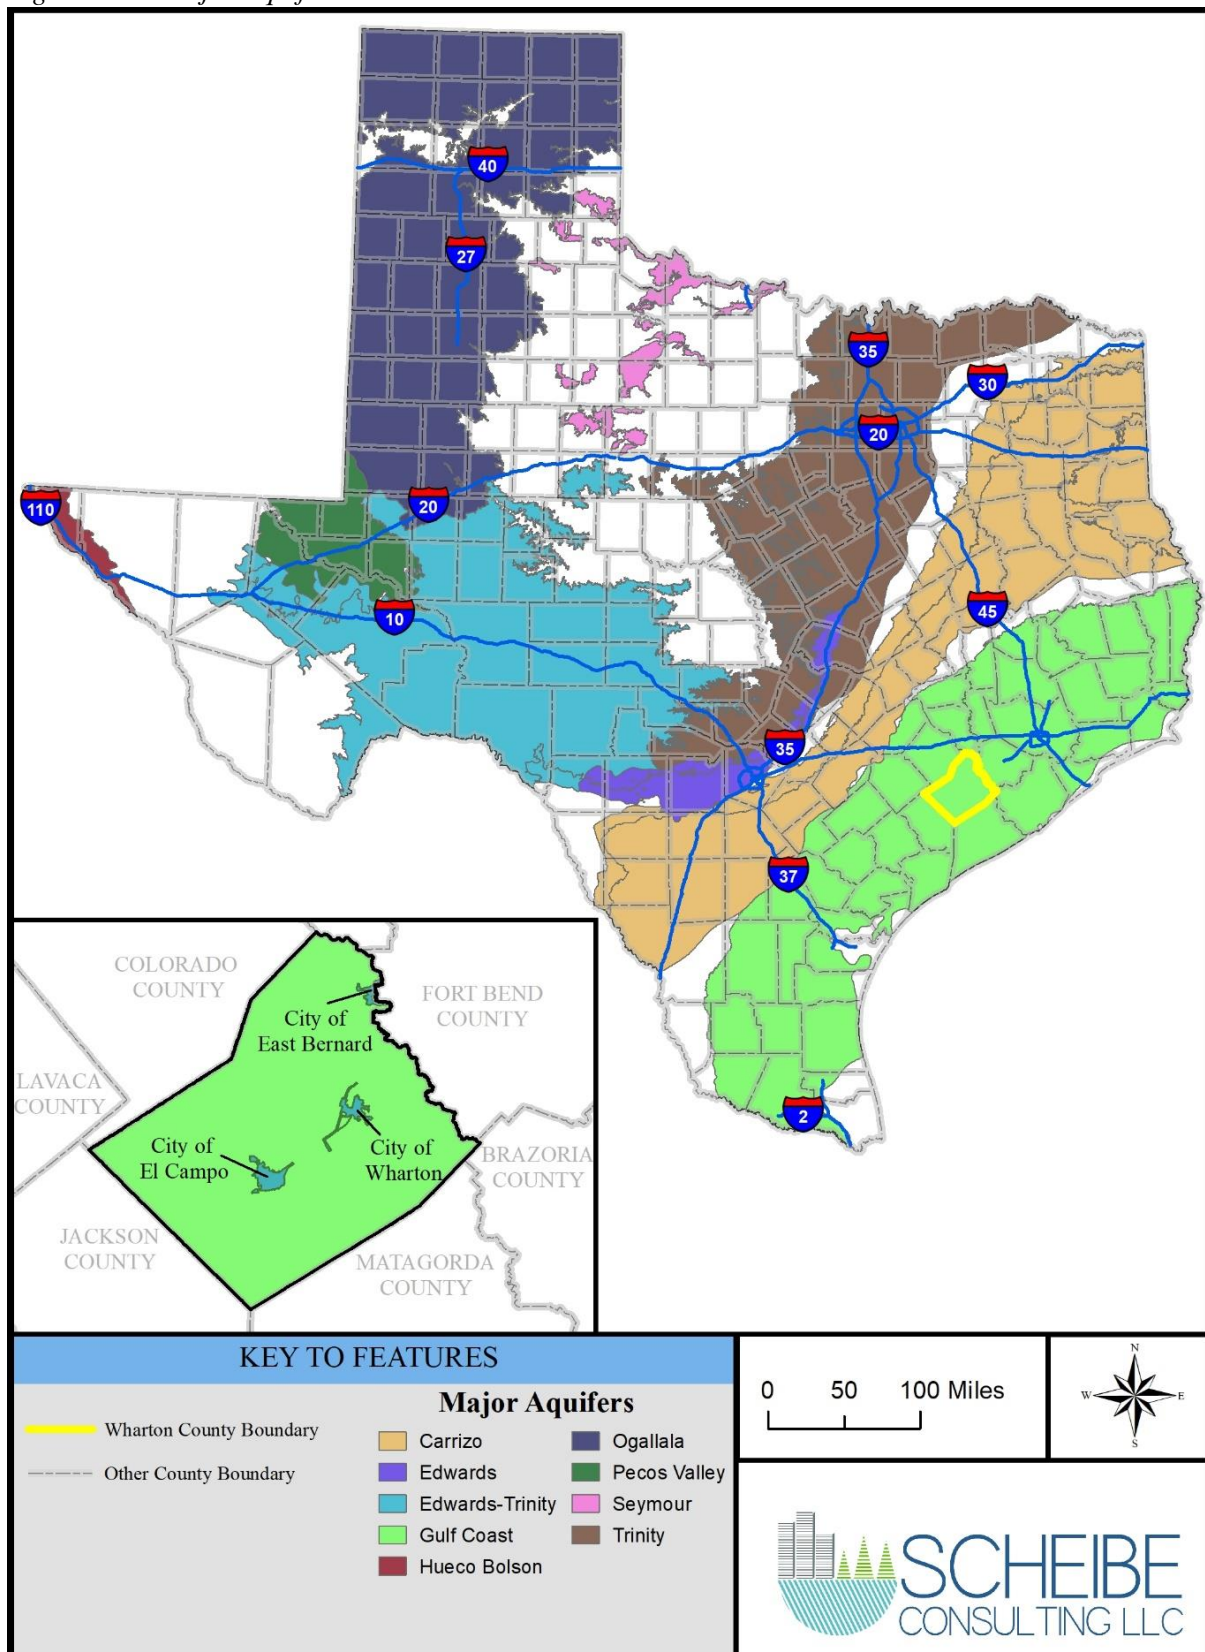 40
27
35
30
20
110
20
10
45
35
37
2
COLORADO
COUNTY
FORT BEND
COUNTY
City of
East Bernard
LAVACA
COUNTY
City of
El Campo
City of
Wharton
BRAZORIA
COUNTY
JACKSON
COUNTY
MATAGORDA
COUNTY
KEY TO FEATURES
Wharton County Boundary
Other County Boundary
Major Aquifers
Carrizo
Edwards
Edwards-Trinity
Gulf Coast
Hueco Bolson
Ogallala
Pecos Valley
Seymour
Trinity
0 50 100 Miles
N
W E
S
SCHEIBE
CONSULTING LLC